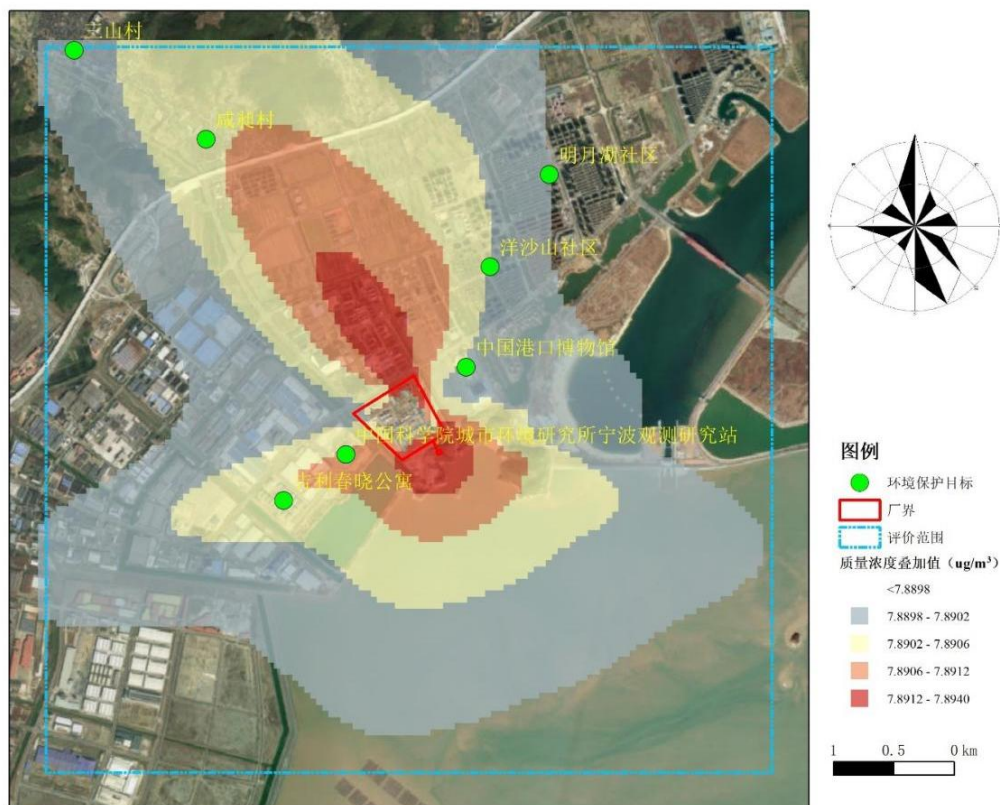 三山村
咸昶村
明月湖社区
洋沙山社区
中国港口博物馆
中国科学院城市环境研究所宁波观测研究站
春晓公寓
图例
环境保护目标
厂界
评价范围
质量浓度叠加值（ug/m³）
<7.8898
7.8898 - 7.8902
7.8902 - 7.8906
7.8906 - 7.8912
7.8912 - 7.8940
1 0.5 0 km